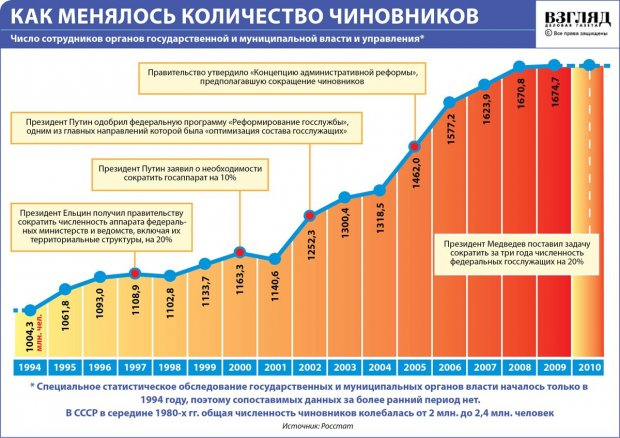 КАК МЕНЯЛОСЬ КОЛИЧЕСТВО ЧИНОВНИКОВ
Число сотрудников органов государственной и муниципальной власти и управления*
ВЗГЛЯД
ДЕЛОВАЯ ГАЗЕТА
© Все права защищены
Правительство утвердило «Концепцию административной реформы»,
предполагавшую сокращение чиновников
Президент Путин одобрил федеральную программу «Реформирование госслужбы»,
одним из главных направлений которой была «оптимизация состава госслужащих»
Президент Путин заявил о необходимости
сократить госаппарат на 10%
Президент Ельцин поручил правительству
сократить численность аппарата федераль-
ных министерств и ведомств, включая их
территориальные структуры, на 20%
Президент Медведев поставил задачу
сократить за три года численность
федеральных госслужащих на 20%
1004,3
млн. чел.
1061,8
1093,0
1108,9
1102,8
1133,7
1163,3
1140,6
1252,3
1300,4
1318,5
1462,0
1577,2
1623,9
1670,8
1674,7
1994 1995 1996 1997 1998 1999 2000 2001 2002 2003 2004 2005 2006 2007 2008 2009 2010
* Специальное статистическое обследование государственных и муниципальных органов власти началось только в
1994 году, поэтому сопоставимых данных за более ранний период нет.
В СССР в середине 1980-х гг. общая численность чиновников колебалась от 2 млн. до 2,4 млн. человек
Источник: Росстат